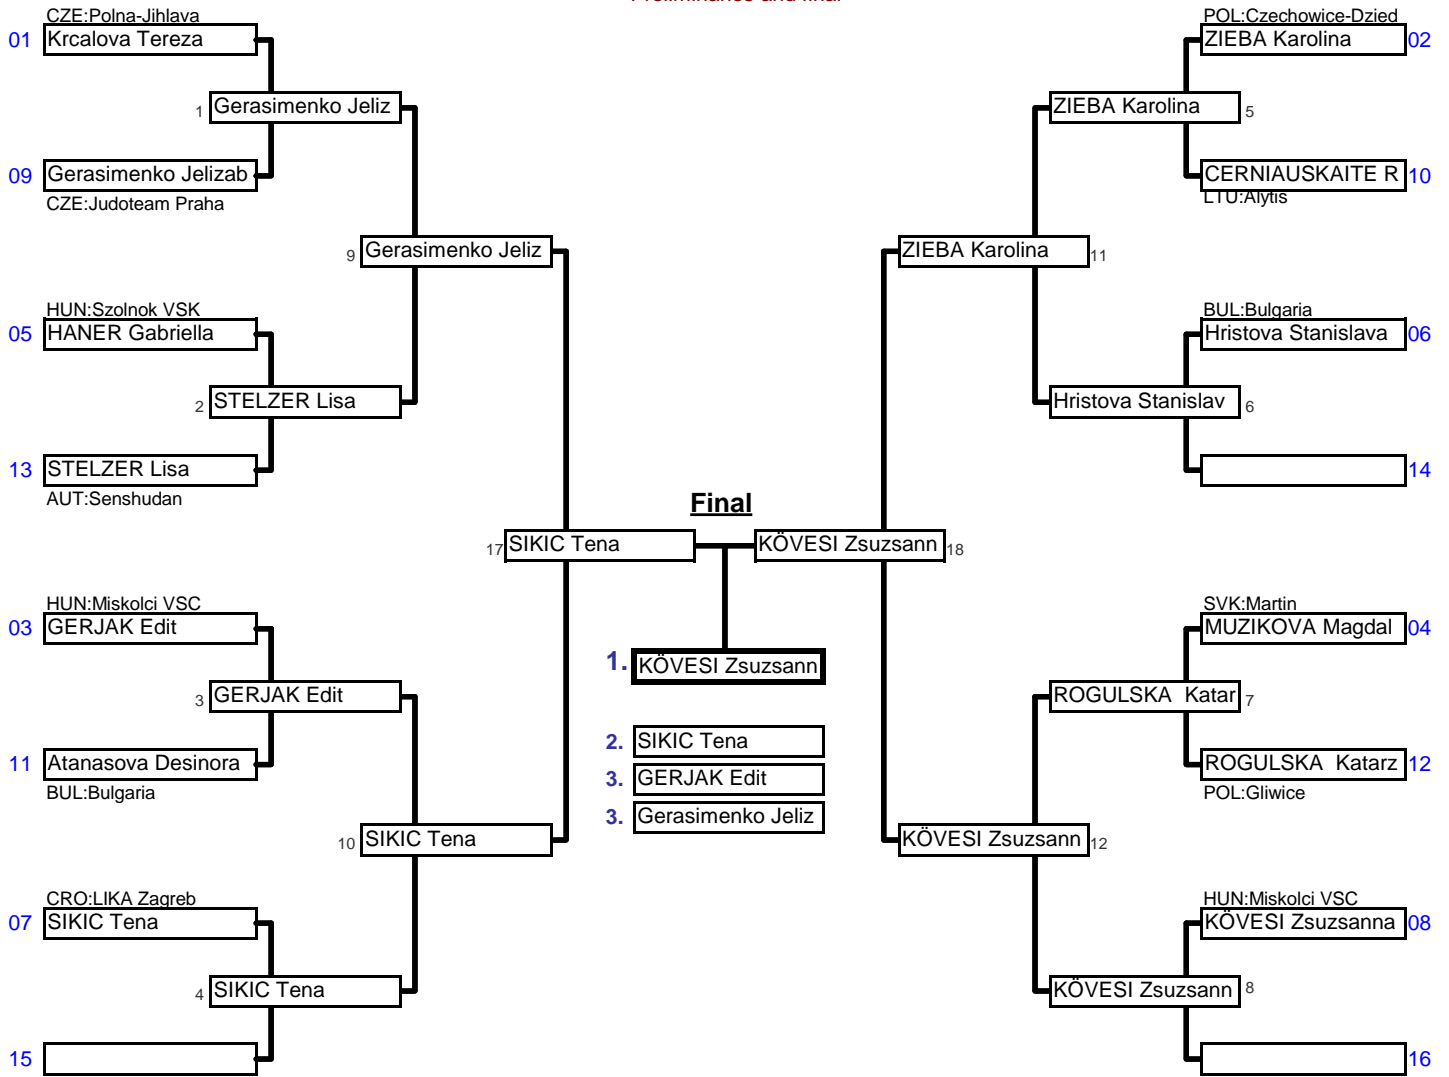 CZE:Polna-Jihlava
01 Krcalova Tereza
1 Gerasimenko Jeliz
09 Gerasimenko Jelizab
CZE:Judoteam Praha
9 Gerasimenko Jeliz
HUN:Szolnok VSK
05 HANER Gabriella
2 STELZER Lisa
13 STELZER Lisa
AUT:Senshudan
17 SIKIC Tena
HUN:Miskolci VSC
03 GERJAK Edit
3 GERJAK Edit
11 Atanasova Desinora
BUL:Bulgaria
10 SIKIC Tena
CRO:LIKA Zagreb
07 SIKIC Tena
4 SIKIC Tena
15
Final
1. KÖVESI Zsuzsann
2. SIKIC Tena
3. GERJAK Edit
3. Gerasimenko Jeliz
POL:Czechowice-Dzied
ZIEBA Karolina 02
ZIEBA Karolina 5
CERNIAUSKAITE R 10
LTU:Alytis
ZIEBA Karolina 11
BUL:Bulgaria
Hristova Stanislava 06
Hristova Stanislav 6
14
KÖVESI Zsuzsann 18
SVK:Martin
MUZIKOVA Magdal 04
ROGULSKA Katar 7
ROGULSKA Katarz 12
POL:Gliwice
KÖVESI Zsuzsann 12
HUN:Miskolci VSC
KÖVESI Zsuzsanna 08
KÖVESI Zsuzsann 8
16